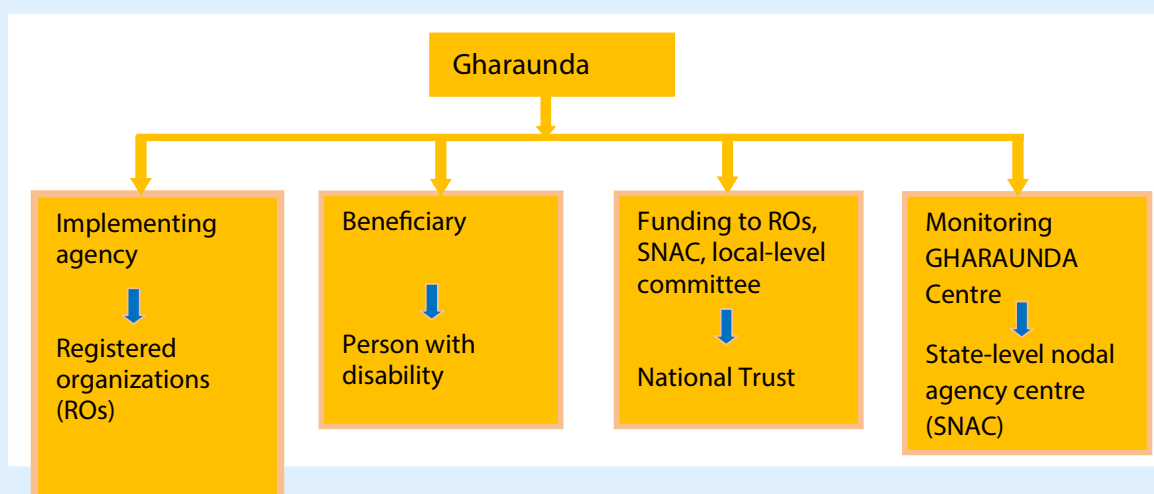 Gharaunda
Implementing
agency
Registered
organizations
(ROs)
Beneficiary
Person with
disability
Funding to ROs,
SNAC, local-level
committee
National Trust
Monitoring
GHARAUNDA
Centre
State-level nodal
agency centre
(SNAC)